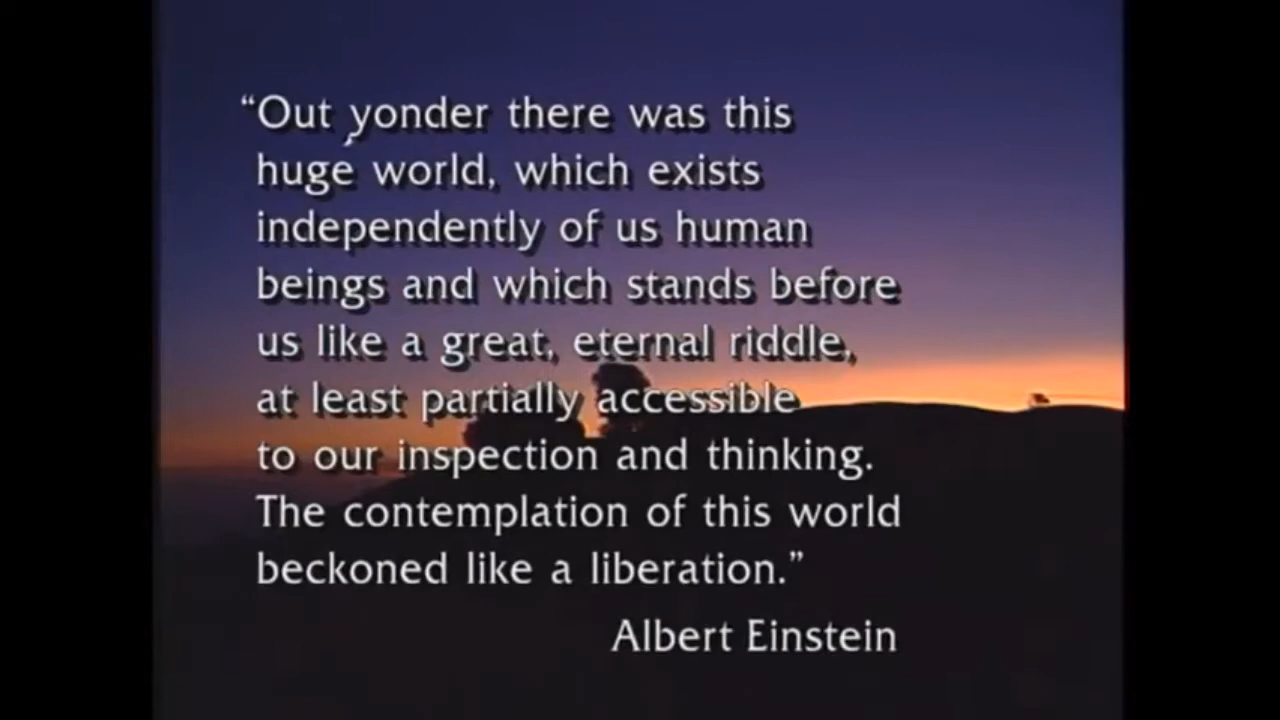 “Out yonder there was this
huge world, which exists
independently of us human
beings and which stands before
us like a great, eternal riddle,
at least partially accessible
to our inspection and thinking.
The contemplation of this world
beckoned like a liberation.”
Albert Einstein